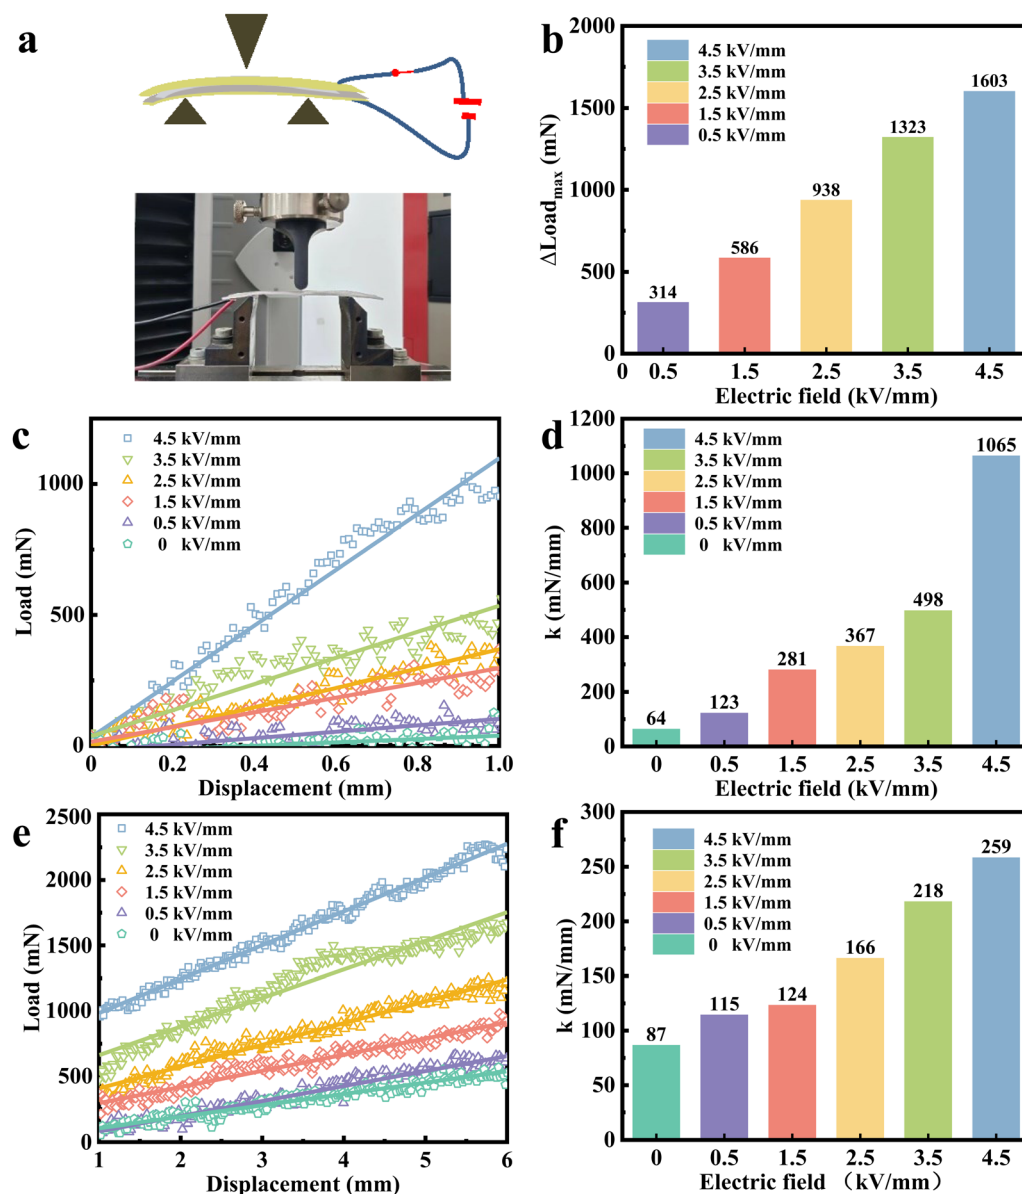 a
b
2000
1500
1000
500
0
ΔLoadmax (mN)
4.5 kV/mm
3.5 kV/mm
2.5 kV/mm
1.5 kV/mm
0.5 kV/mm
314
586
938
1323
1603
0 0.5 1.5 2.5 3.5 4.5
Electric field (kV/mm)
c
1000
500
0
Load (mN)
4.5 kV/mm
3.5 kV/mm
2.5 kV/mm
1.5 kV/mm
0.5 kV/mm
0 kV/mm
0 0.2 0.4 0.6 0.8 1.0
Displacement (mm)
d
1200
1000
800
600
400
200
0
k (mN/mm)
4.5 kV/mm
3.5 kV/mm
2.5 kV/mm
1.5 kV/mm
0.5 kV/mm
0 kV/mm
64
123
281
367
498
1065
0 0.5 1.5 2.5 3.5 4.5
Electric field (kV/mm)
e
2500
2000
1500
1000
500
0
Load (mN)
4.5 kV/mm
3.5 kV/mm
2.5 kV/mm
1.5 kV/mm
0.5 kV/mm
0 kV/mm
1 2 3 4 5 6
Displacement (mm)
f
300
250
200
150
100
50
0
k (mN/mm)
4.5 kV/mm
3.5 kV/mm
2.5 kV/mm
1.5 kV/mm
0.5 kV/mm
0 kV/mm
87
115
124
166
218
259
0 0.5 1.5 2.5 3.5 4.5
Electric field （kV/mm）